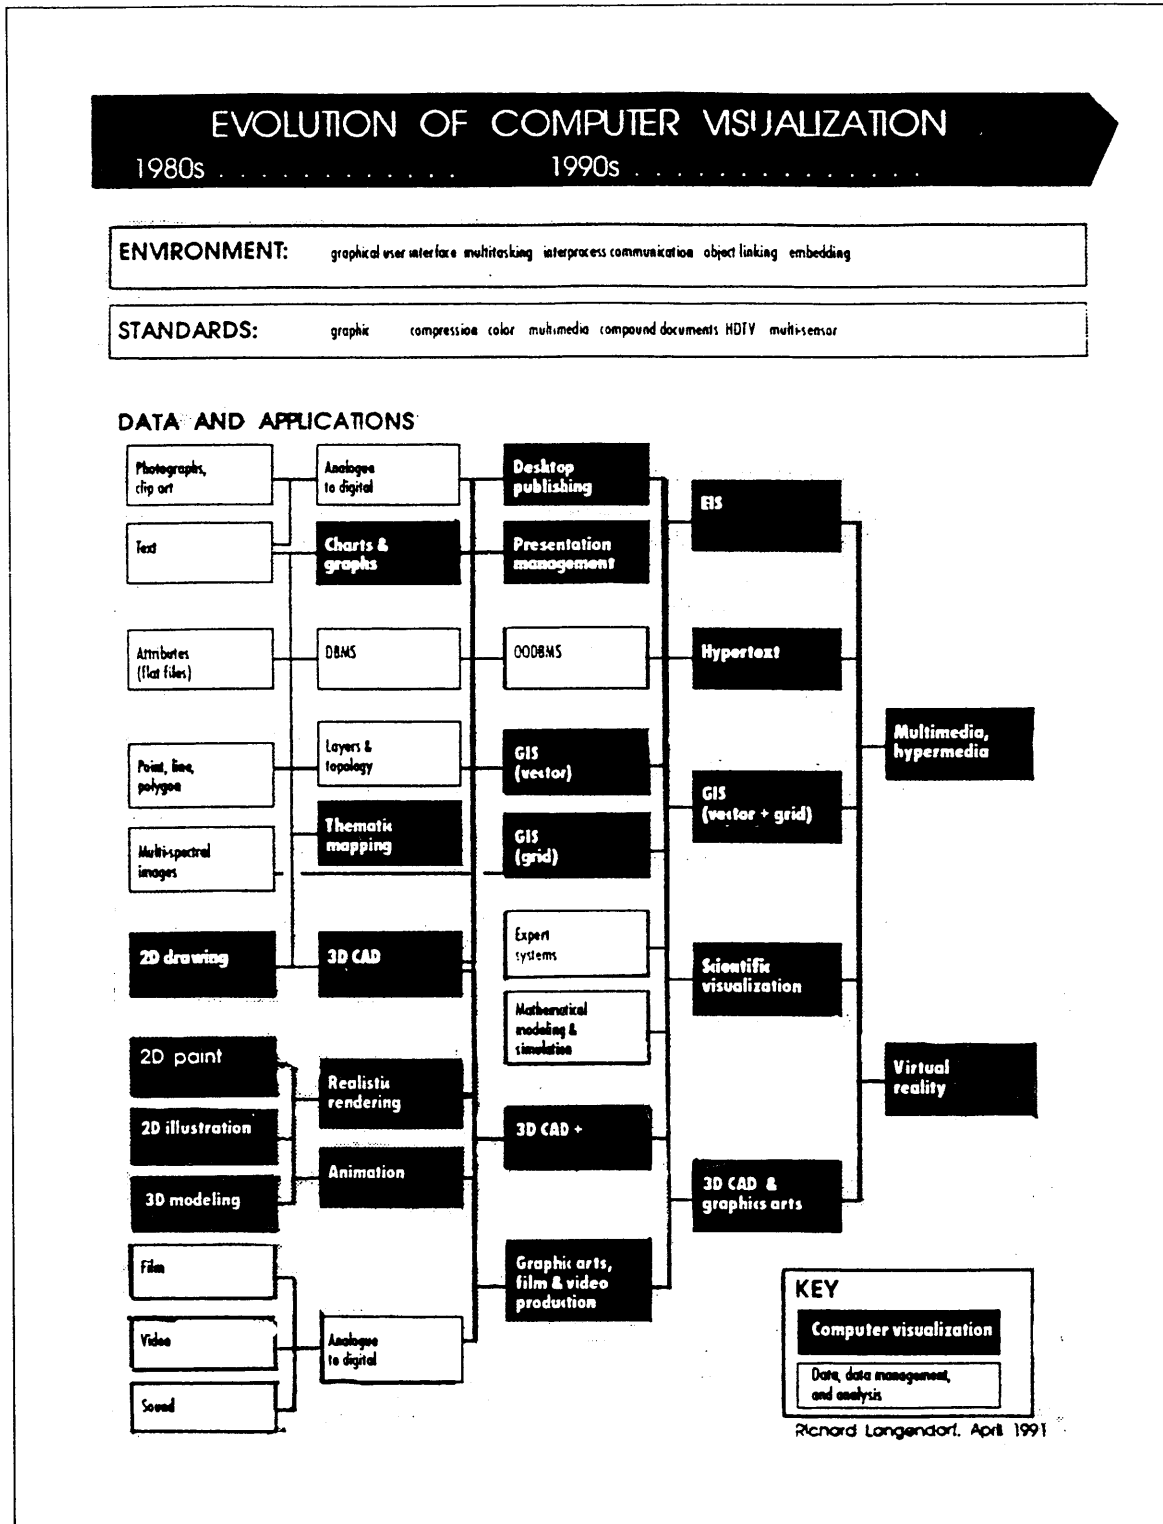 EVOLUTION OF COMPUTER VISUALIZATION
1980s . . . . . . . . . . . . 1990s . . . . . . . . . . . . . .
ENVIRONMENT: graphical user interface multitasking interprocess communication object linking embedding
STANDARDS: graphic compression color multimedia compound documents HDTV multi-sensor
DATA AND APPLICATIONS
Photographs,
clip art
Text
Attributes
(flat files)
Point, line,
polygon
Multi-spectral
images
2D drawing
2D paint
2D illustration
3D modeling
Film
Video
Sound
Analogue
to digital
Charts &
graphs
DBMS
Layers &
topology
Thematic
mapping
3D CAD
Realistic
rendering
Animation
Analogue
to digital
Desktop
publishing
Presentation
management
OODBMS
GIS
(vector)
GIS
(grid)
Expert
systems
Mathematical
modeling &
simulation
3D CAD +
Graphic arts,
film & video
production
EIS
Hypertext
GIS
(vector + grid)
Scientific
visualization
3D CAD &
graphics arts
Multimedia,
hypermedia
Virtual
reality
KEY
Computer visualization
Data, data management,
and analysis
Richard Langendorf, April 1991